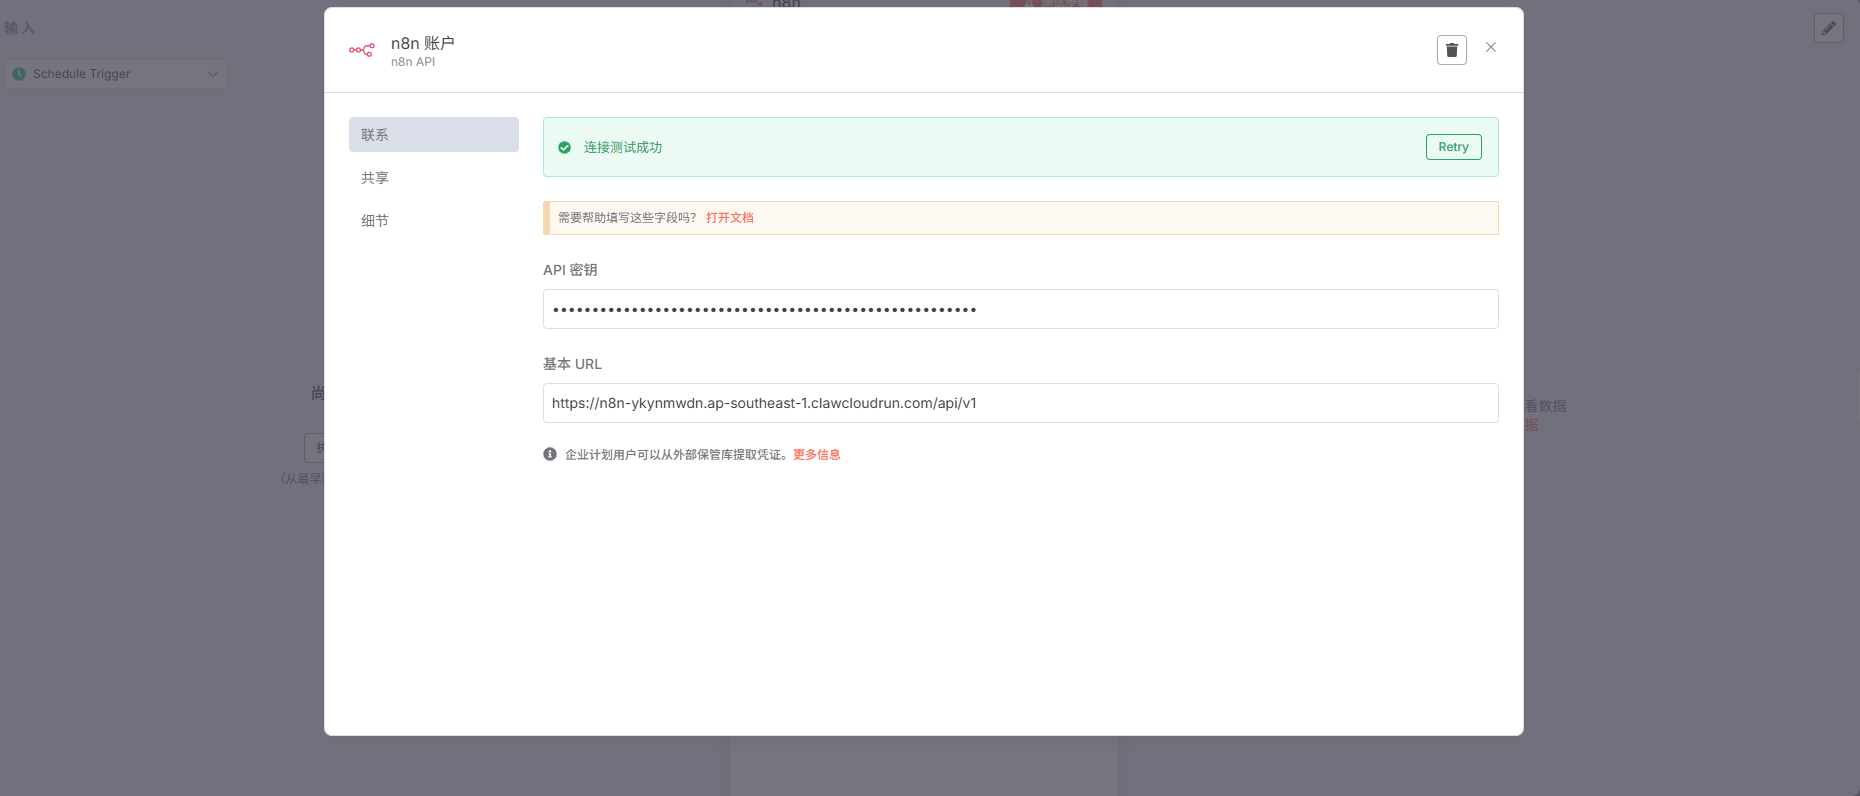 n8n
输入
Schedule Trigger
n8n 账户
n8n API
联系
共享
细节
连接测试成功
Retry
需要帮助填写这些字段吗? 打开文档
API 密钥
••••••••••••••••••••••••••••••••••••••••••••••••••••••
基本 URL
https://n8n-ykynmwdn.ap-southeast-1.clawcloudrun.com/api/v1
企业计划用户可以从外部保管库提取凭证。更多信息
尚
(从最早
看数据
据